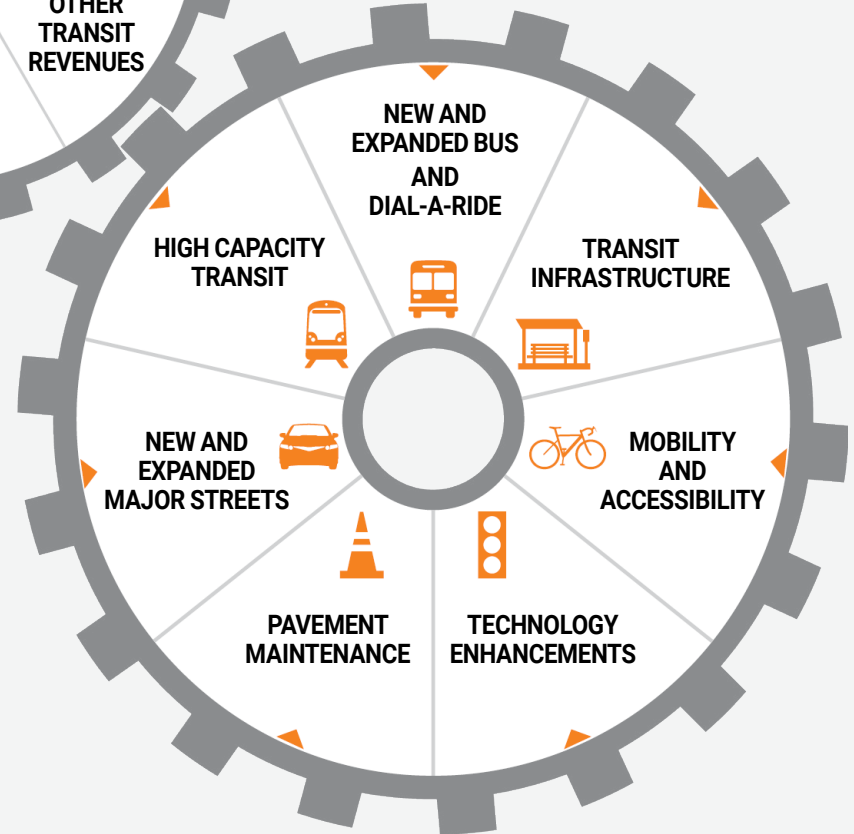 OTHER
TRANSIT
REVENUES
NEW AND
EXPANDED BUS
AND
DIAL-A-RIDE
HIGH CAPACITY
TRANSIT
TRANSIT
INFRASTRUCTURE
NEW AND
EXPANDED
MAJOR STREETS
MOBILITY
AND
ACCESSIBILITY
PAVEMENT
MAINTENANCE
TECHNOLOGY
ENHANCEMENTS